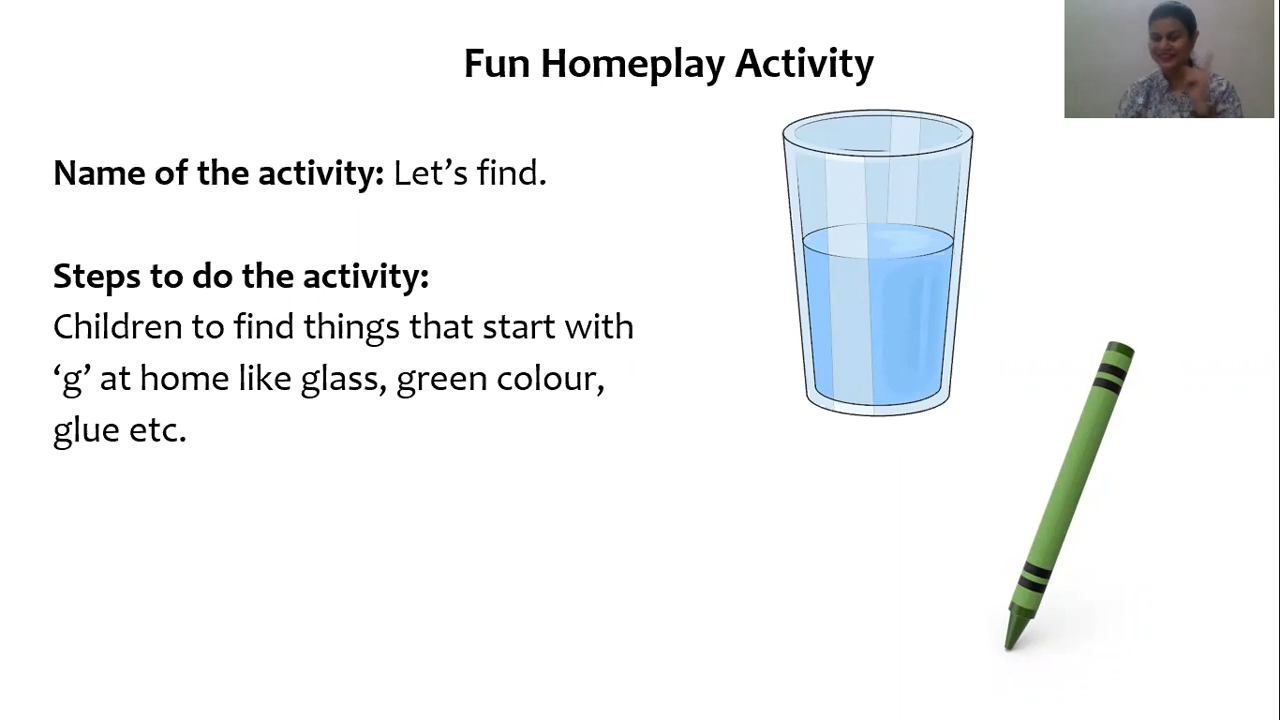 Fun Homeplay Activity
Name of the activity: Let’s find.
Steps to do the activity:
Children to find things that start with
‘g’ at home like glass, green colour,
glue etc.